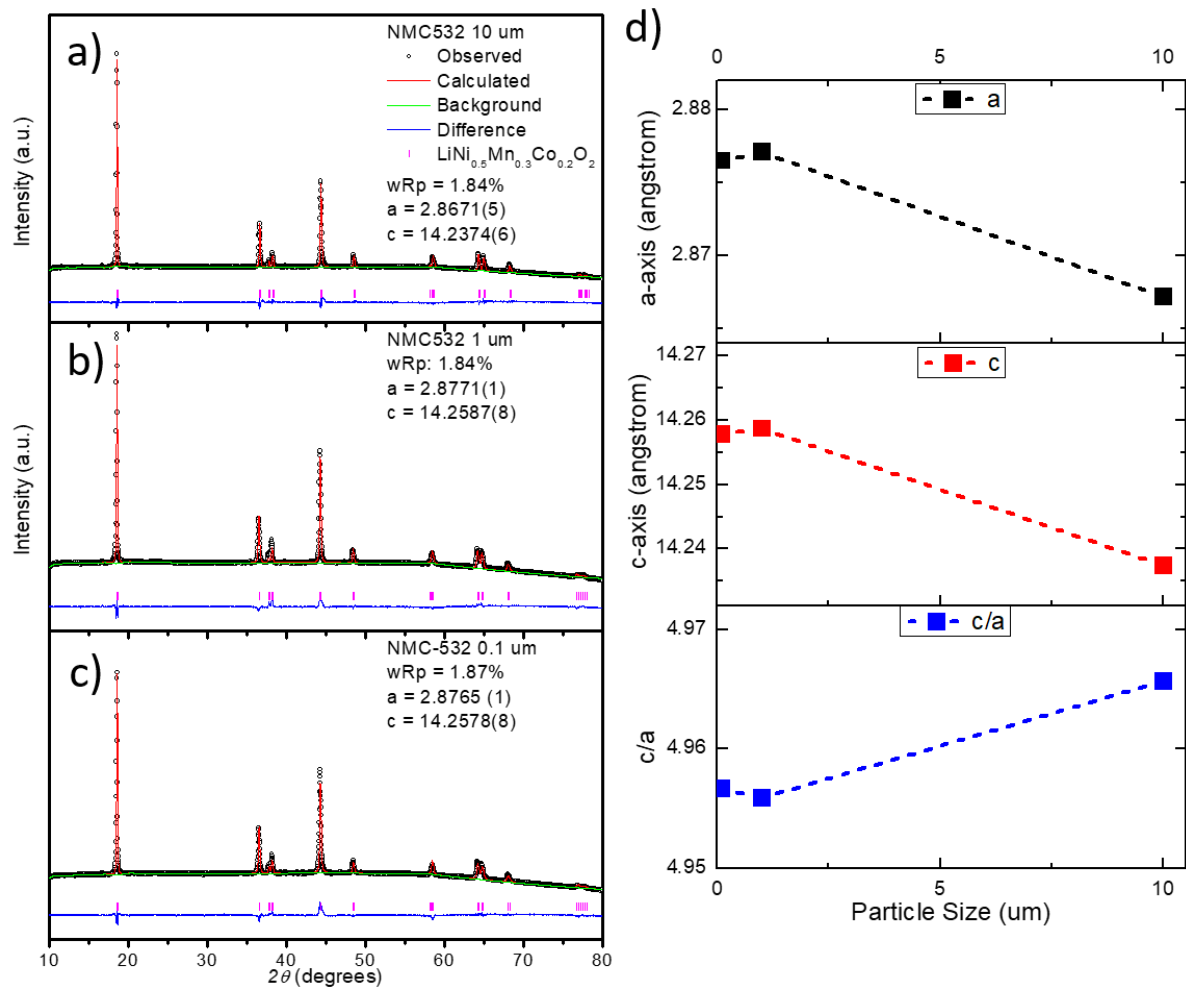 a)
NMC532 10 um
Observed
Calculated
Background
Difference
LiNi0.5Mn0.3Co0.2O2
wRp = 1.84%
a = 2.8671(5)
c = 14.2374(6)
Intensity (a.u.)
b)
NMC532 1 um
wRp: 1.84%
a = 2.8771(1)
c = 14.2587(8)
Intensity (a.u.)
c)
NMC-532 0.1 um
wRp = 1.87%
a = 2.8765 (1)
c = 14.2578(8)
10 20 30 40 50 60 70 80
2θ (degrees)
d)
0 5 10
a
2.88
2.87
a-axis (angstrom)
c
14.27
14.26
14.25
14.24
c-axis (angstrom)
c/a
4.97
4.96
4.95
c/a
0 5 10
Particle Size (um)